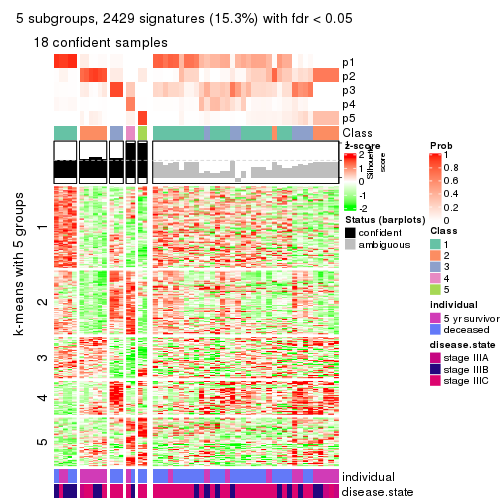 5 subgroups, 2429 signatures (15.3%) with fdr < 0.05
18 confident samples
p1
p2
p3
p4
p5
Class
z-score
2
1
0
-1
-2
Silhouette
score
Prob
1
0.8
0.6
0.4
0.2
0
Status (barplots)
confident
ambiguous
Class
1
2
3
4
5
individual
5 yr survivor
deceased
disease.state
stage IIIA
stage IIIB
stage IIIC
k-means with 5 groups
1
2
3
4
5
individual
disease.state